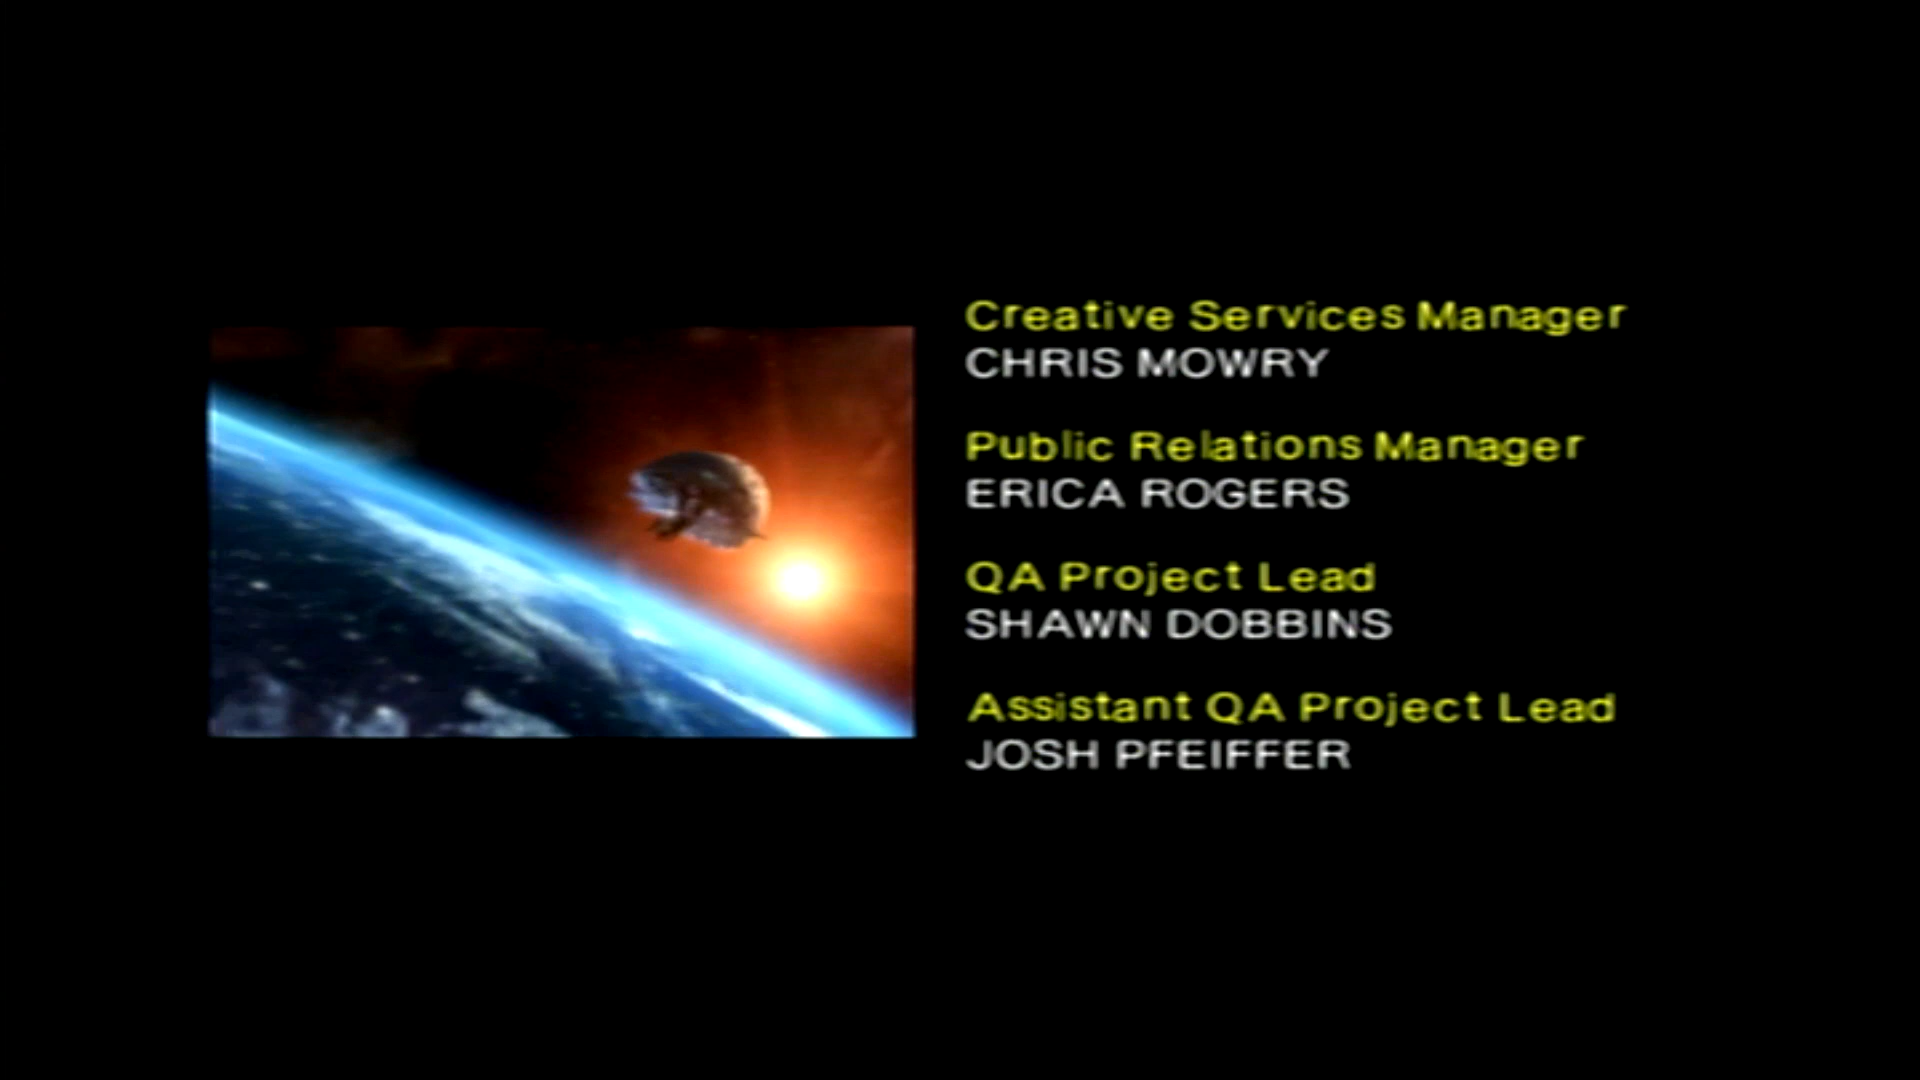 Creative Services Manager
CHRIS MOWRY
Public Relations Manager
ERICA ROGERS
QA Project Lead
SHAWN DOBBINS
Assistant QA Project Lead
JOSH PFEIFFER